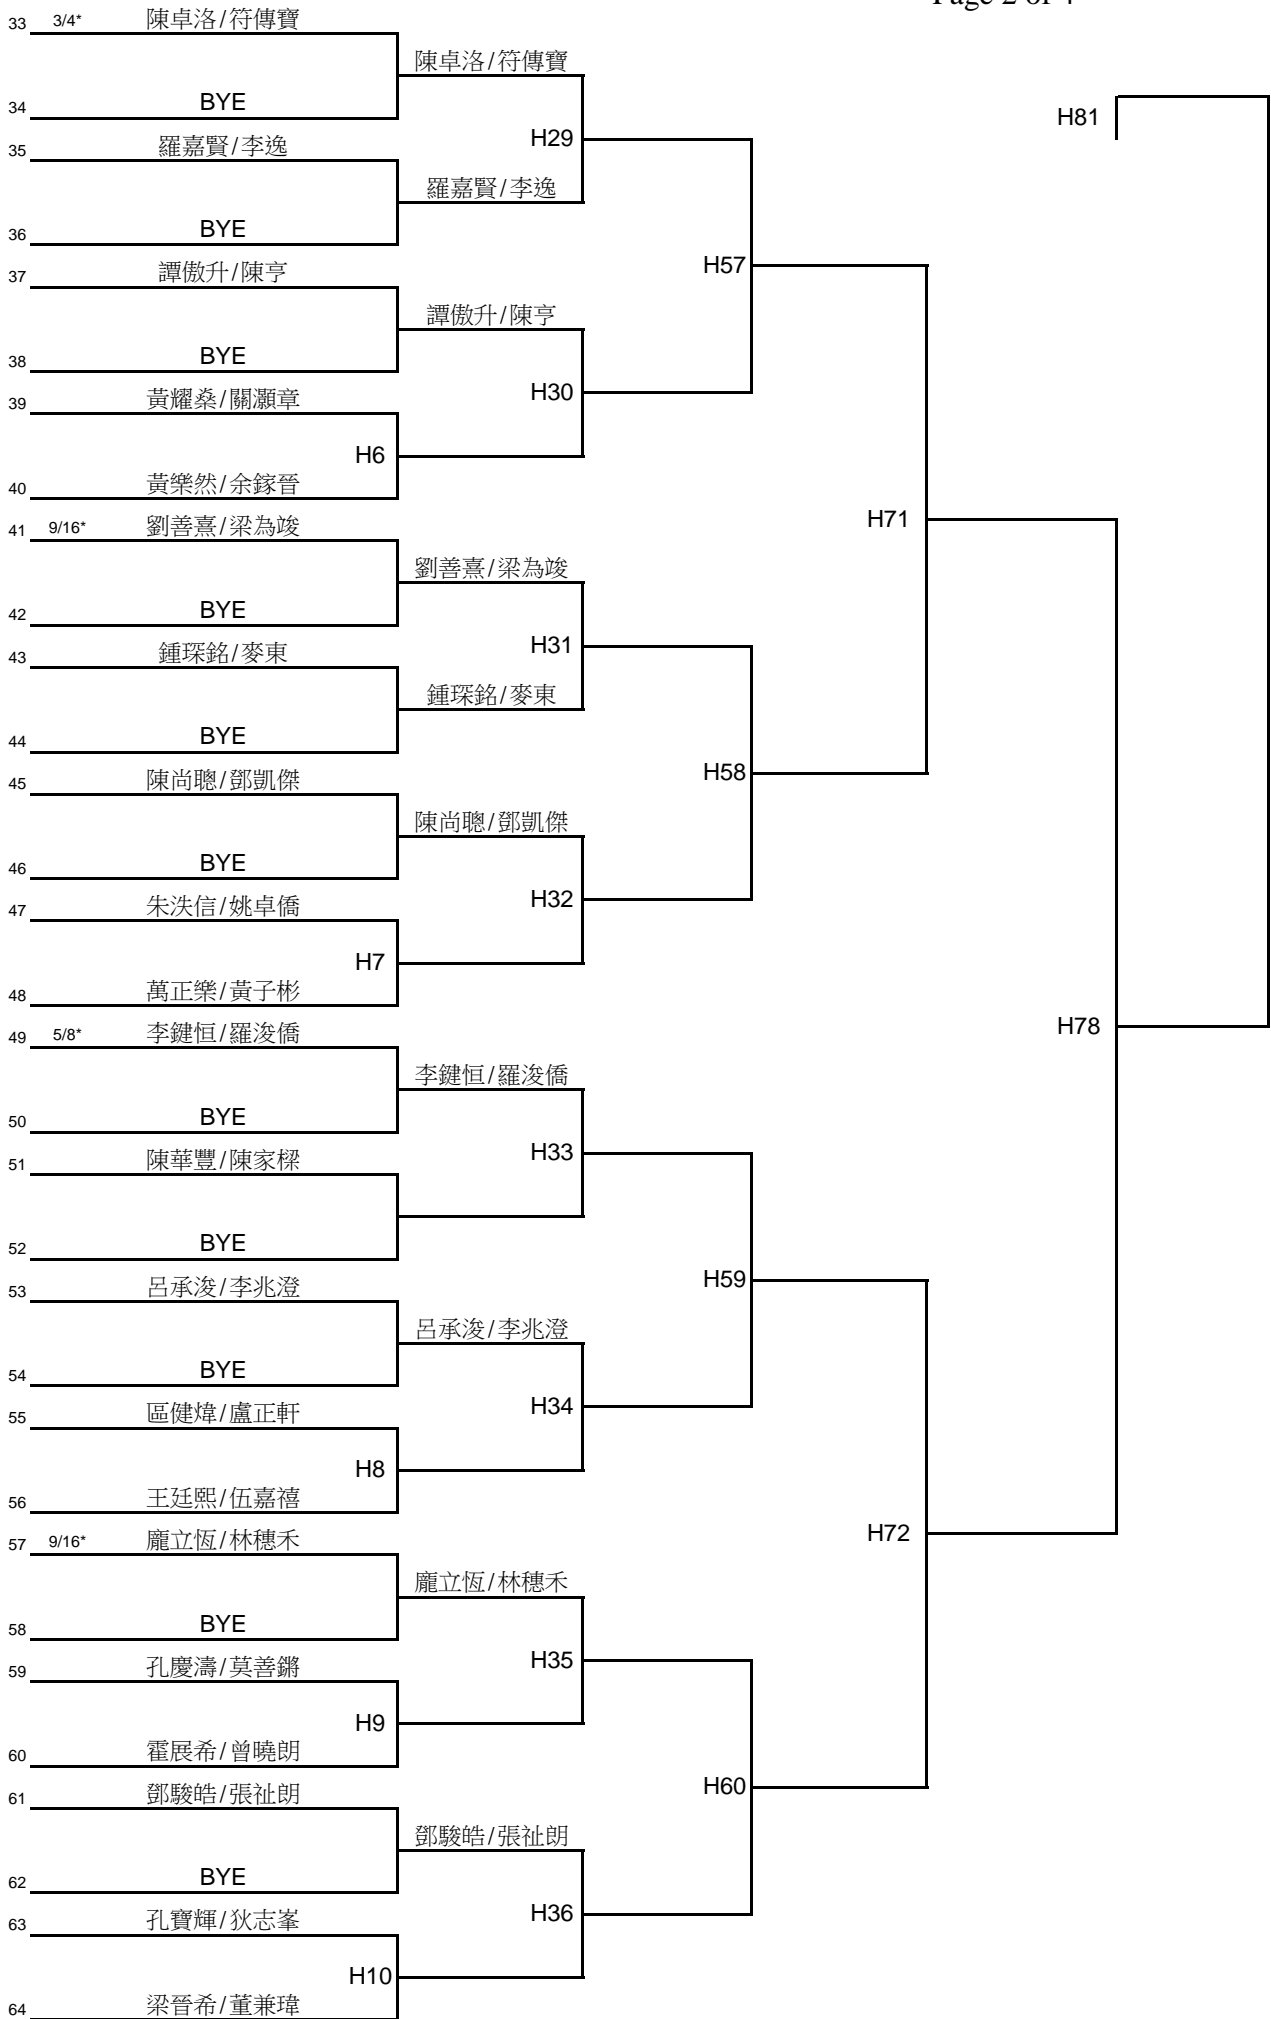 Page 2 of 4
33 3/4* 陳卓洛/符傳寶
陳卓洛/符傳寶
34 BYE
H81
35 羅嘉賢/李逸
H29
羅嘉賢/李逸
36 BYE
37 譚傲升/陳亨
H57
譚傲升/陳亨
38 BYE
39 黃耀燊/關灝章
H30
H6
40 黃樂然/余鎵晉
41 9/16* 劉善熹/梁為竣
H71
劉善熹/梁為竣
42 BYE
43 鍾琛銘/麥東
H31
鍾琛銘/麥東
44 BYE
45 陳尚聰/鄧凱傑
H58
陳尚聰/鄧凱傑
46 BYE
47 朱泆信/姚卓僑
H32
H7
48 萬正樂/黃子彬
49 5/8* 李鍵恒/羅浚僑
H78
李鍵恒/羅浚僑
50 BYE
51 陳華豐/陳家樑
H33
52 BYE
53 呂承浚/李兆澄
H59
呂承浚/李兆澄
54 BYE
55 區健煒/盧正軒
H34
H8
56 王廷熙/伍嘉禧
57 9/16* 龐立恆/林穗禾
H72
龐立恆/林穗禾
58 BYE
59 孔慶濤/莫善鏘
H35
H9
60 霍展希/曾曉朗
61 鄧駿皓/張祉朗
H60
鄧駿皓/張祉朗
62 BYE
63 孔寶輝/狄志峯
H36
H10
64 梁晉希/董兼瑋